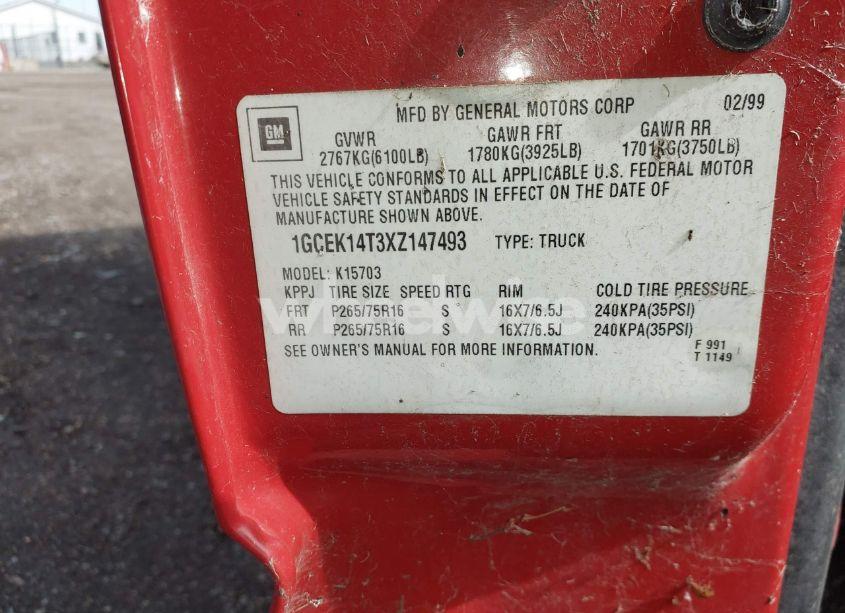 MFD BY GENERAL MOTORS CORP 02/99
GM
GVWR GAWR FRT GAWR RR
2767KG(6100LB) 1780KG(3925LB) 1701KG(3750LB)
THIS VEHICLE CONFORMS TO ALL APPLICABLE U.S. FEDERAL MOTOR
VEHICLE SAFETY STANDARDS IN EFFECT ON THE DATE OF
MANUFACTURE SHOWN ABOVE.
1GCEK14T3XZ147493 TYPE: TRUCK
MODEL: K15703
KPPJ TIRE SIZE SPEED RTG RIM COLD TIRE PRESSURE
FRT P265/75R16 S 16X7/6.5J 240KPA(35PSI)
RR P265/75R16 S 16X7/6.5J 240KPA(35PSI)
SEE OWNER'S MANUAL FOR MORE INFORMATION.
F 991
T 1149